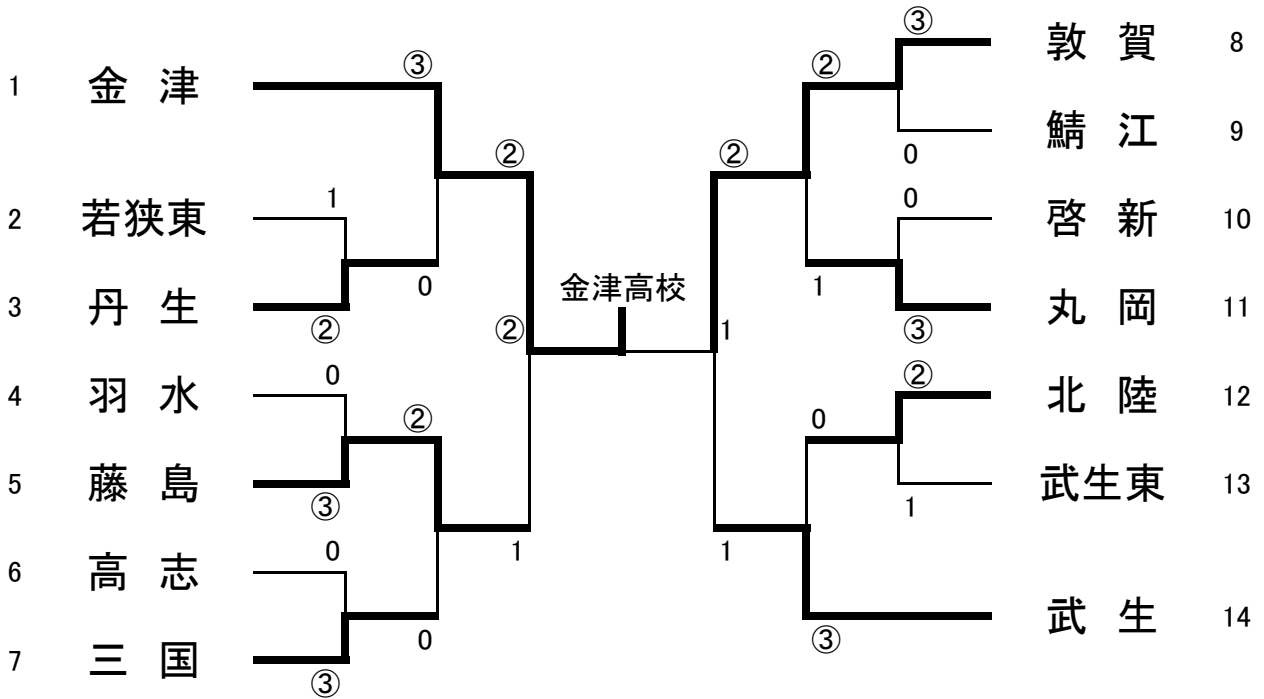 ③
敦賀 8
③
②
1 金津
鯖江 9
0
②
②
1
0
2 若狭東
啓新 10
0
1
金津高校
3 丹生
丸岡 11
②
②
1
③
0
②
4 羽水
北陸 12
②
0
5 藤島
武生東 13
③
1
0
1
1
6 高志
武生 14
0
③
7 三国
③